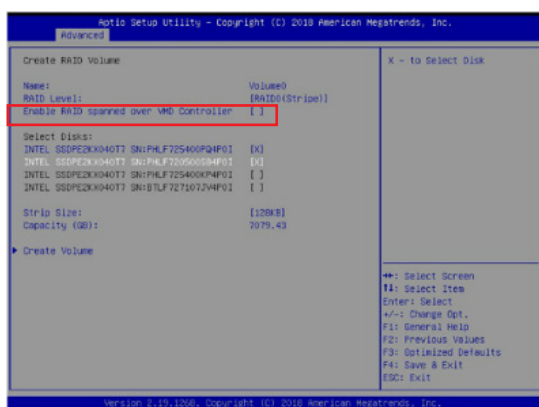 Aptio Setup Utility – Copyright (C) 2018 American Megatrends, Inc.
Advanced
Create RAID Volume
X – to Select Disk
Name: Volume0
RAID Level: [RAID0(Stripe)]
Enable RAID spanned over VMD Controller [ ]
Select Disks:
INTEL SSDPE2KX040T7 SN:PHLF725400PQ4P0I [X]
INTEL SSDPE2KX040T7 SN:PHLF720500S84P0I [X]
INTEL SSDPE2KX040T7 SN:PHLF725400KP4P0I [ ]
INTEL SSDPE2KX040T7 SN:BTLF727107JV4P0I [ ]
Strip Size: [128KB]
Capacity (GB): 7079.43
Create Volume
: Select Screen
: Select Item
Enter: Select
+/-: Change Opt.
F1: General Help
F2: Previous Values
F3: Optimized Defaults
F4: Save & Exit
ESC: Exit
Version 2.19.1268. Copyright (C) 2018 American Megatrends, Inc.